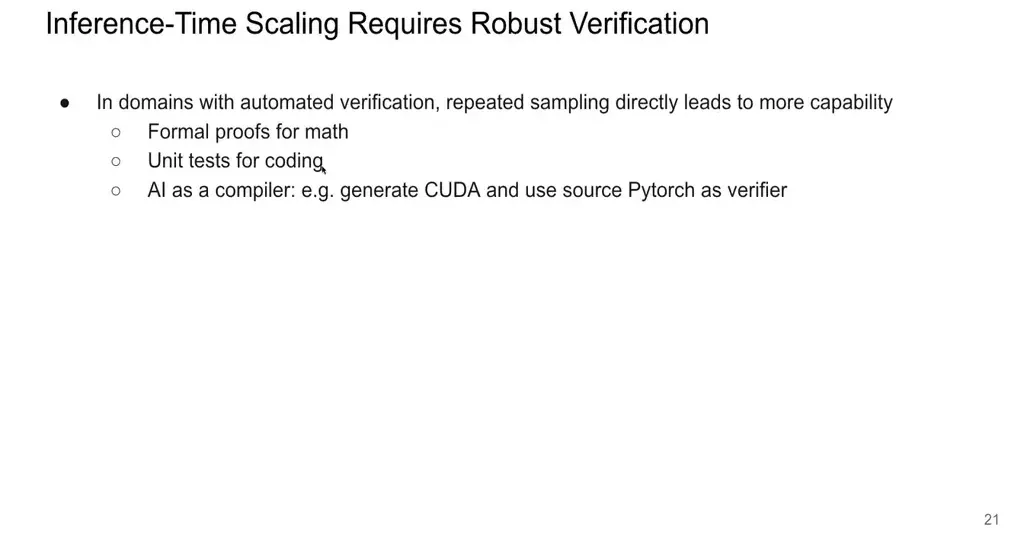 Inference-Time Scaling Requires Robust Verification
● In domains with automated verification, repeated sampling directly leads to more capability
○ Formal proofs for math
○ Unit tests for coding
○ AI as a compiler: e.g. generate CUDA and use source Pytorch as verifier
21